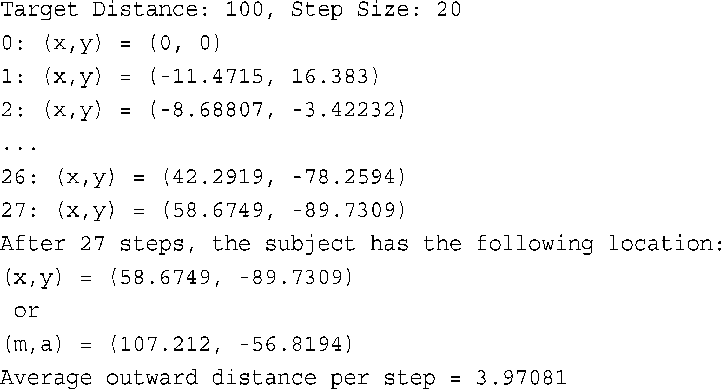 Target Distance: 100, Step Size: 20
0: (x,y) = (0, 0)
1: (x,y) = (-11.4715, 16.383)
2: (x,y) = (-8.68807, -3.42232)
...
26: (x,y) = (42.2919, -78.2594)
27: (x,y) = (58.6749, -89.7309)
After 27 steps, the subject has the following location:
(x,y) = (58.6749, -89.7309)
or
(m,a) = (107.212, -56.8194)
Average outward distance per step = 3.97081